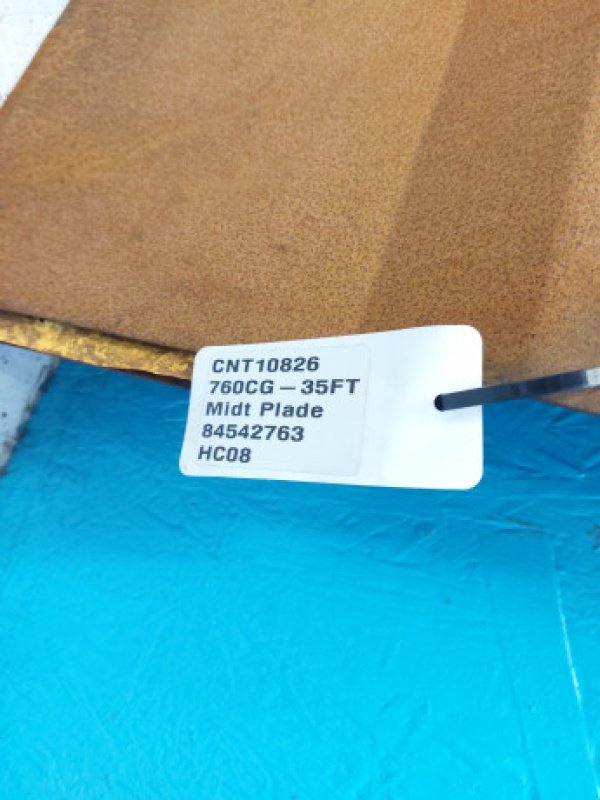 CNT10826
760CG – 35FT
Midt Plade
84542763
HC08